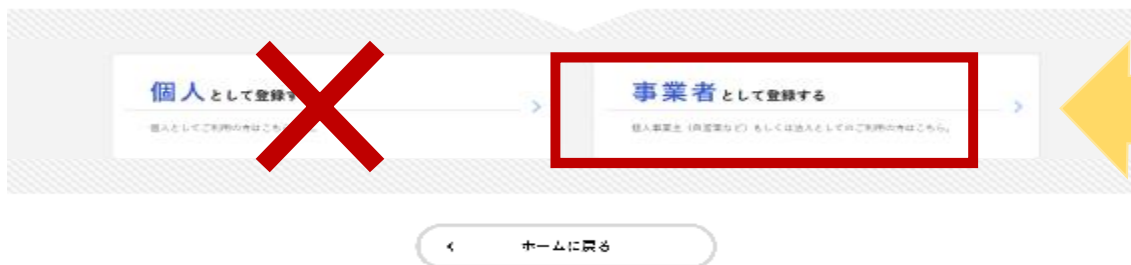 個人として登録す
個人としてご利用の方はこち
事業者として登録する
個人事業主（自営業など）もしくは法人としてのご利用の方はこちら。
ホームに戻る